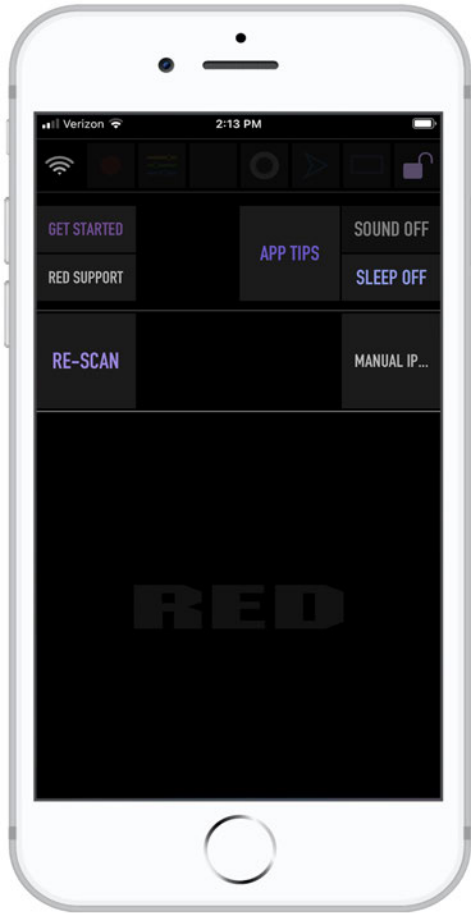 Verizon 2:13 PM
GET STARTED
RED SUPPORT
APP TIPS
SOUND OFF
SLEEP OFF
RE-SCAN
MANUAL IP...
RED